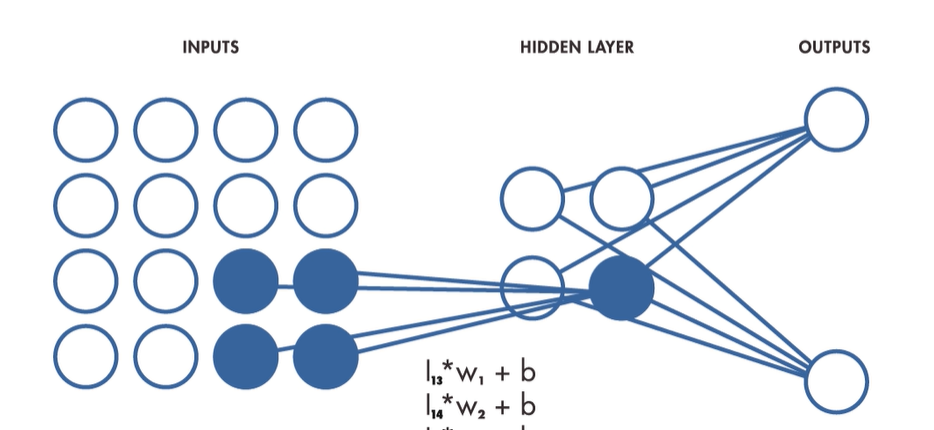 INPUTS HIDDEN LAYER OUTPUTS
I₁₃*w₁ + b
I₁₄*w₂ + b